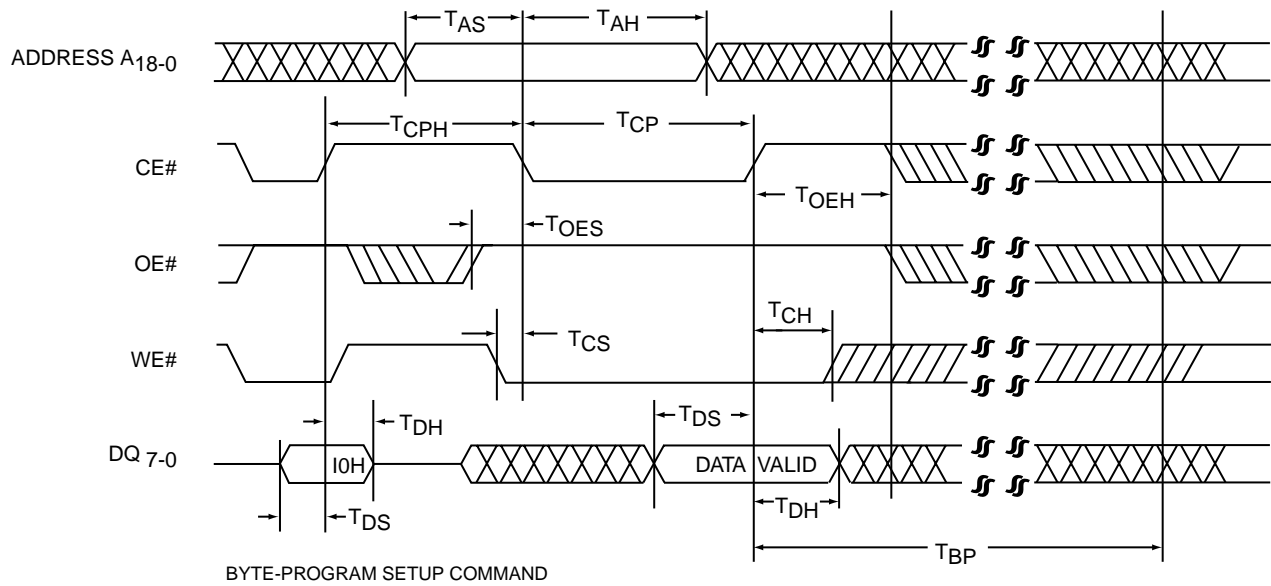 TAS TAH
ADDRESS A18-0
TCPH TCP
CE#
TOEH
TOES
OE#
TCH
TCS
WE#
TDS
TDH
DQ 7-0
I0H DATA VALID
TDH
TDS
TBP
BYTE-PROGRAM SETUP COMMAND